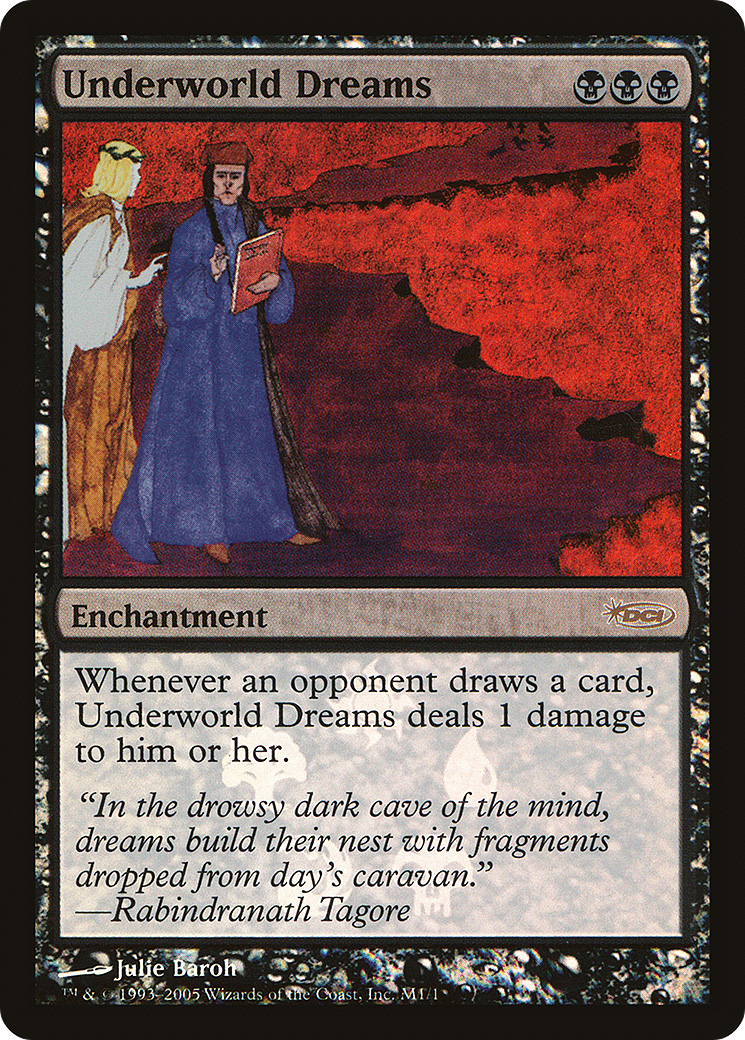 Underworld Dreams
Enchantment
DCI
Whenever an opponent draws a card,
Underworld Dreams deals 1 damage
to him or her.
“In the drowsy dark cave of the mind,
dreams build their nest with fragments
dropped from day’s caravan.”
—Rabindranath Tagore
Julie Baroh
™ & © 1993–2005 Wizards of the Coast, Inc. M1/1